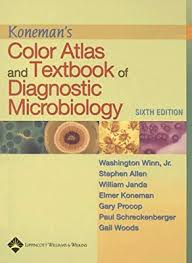 Koneman's
Color Atlas
and Textbook of
Diagnostic Microbiology
SIXTH EDITION
Washington Winn, Jr.
Stephen Allen
William Janda
Elmer Koneman
Gary Procop
Paul Schreckenberger
Gail Woods
LIPPINCOTT WILLIAMS & WILKINS